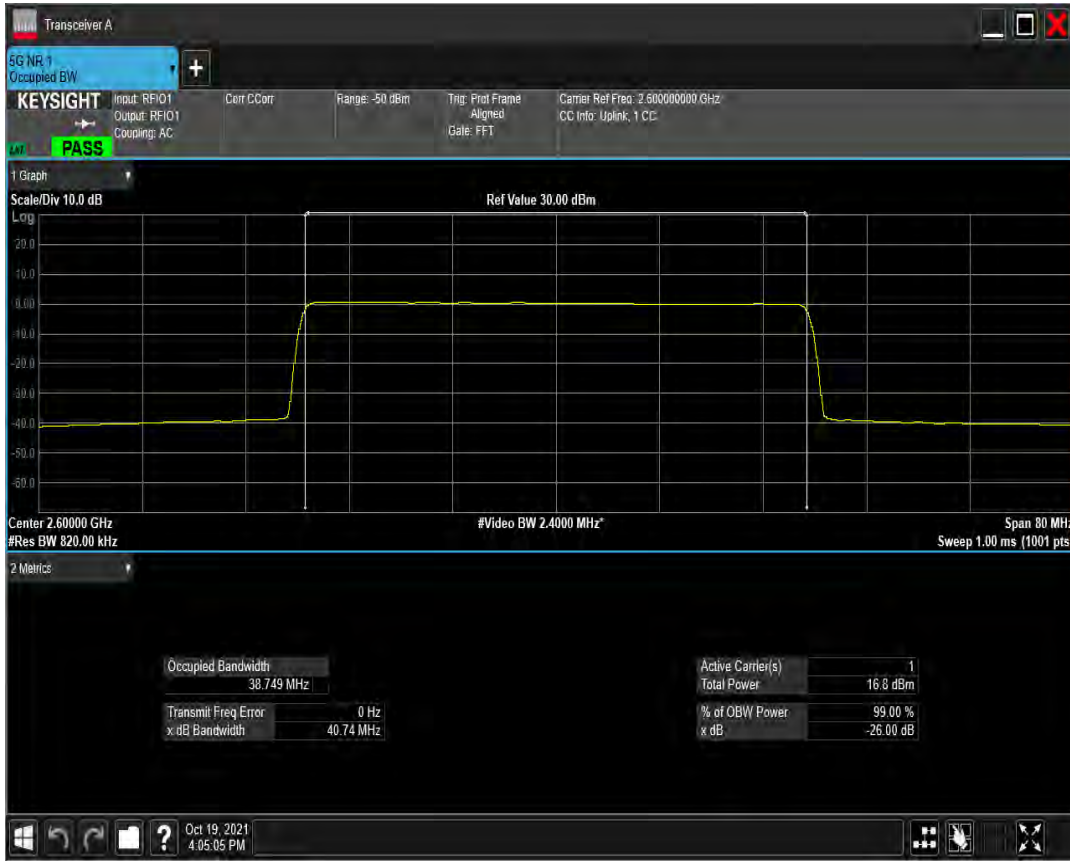 Transceiver A
5G NR 1
Occupied BW
+
KEYSIGHT
Input: RFIO1
Output: RFIO1
Coupling: AC
Corr CCorr
Range: -50 dBm
Trig: Prot Frame
Aligned
Gate: FFT
Carrier Ref Freq: 2.600000000 GHz
CC Info: Uplink, 1 CC
PASS
1 Graph
Scale/Div 10.0 dB
Ref Value 30.00 dBm
Log
20.0
10.0
0.00
-10.0
-20.0
-30.0
-40.0
-50.0
-60.0
Center 2.60000 GHz
#Video BW 2.4000 MHz*
Span 80 MHz
#Res BW 820.00 kHz
Sweep 1.00 ms (1001 pts
2 Metrics
Occupied Bandwidth
38.749 MHz
Transmit Freq Error 0 Hz
x dB Bandwidth 40.74 MHz
Active Carrier(s) 1
Total Power 16.8 dBm
% of OBW Power 99.00 %
x dB -26.00 dB
?
Oct 19, 2021
4:05:05 PM